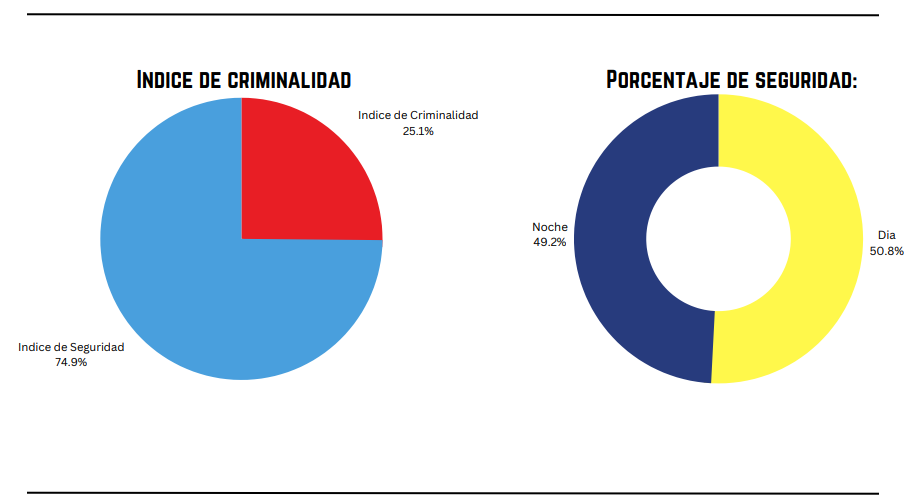 INDICE DE CRIMINALIDAD
Indice de Criminalidad
25.1%
Indice de Seguridad
74.9%
PORCENTAJE DE SEGURIDAD:
Noche
49.2%
Dia
50.8%